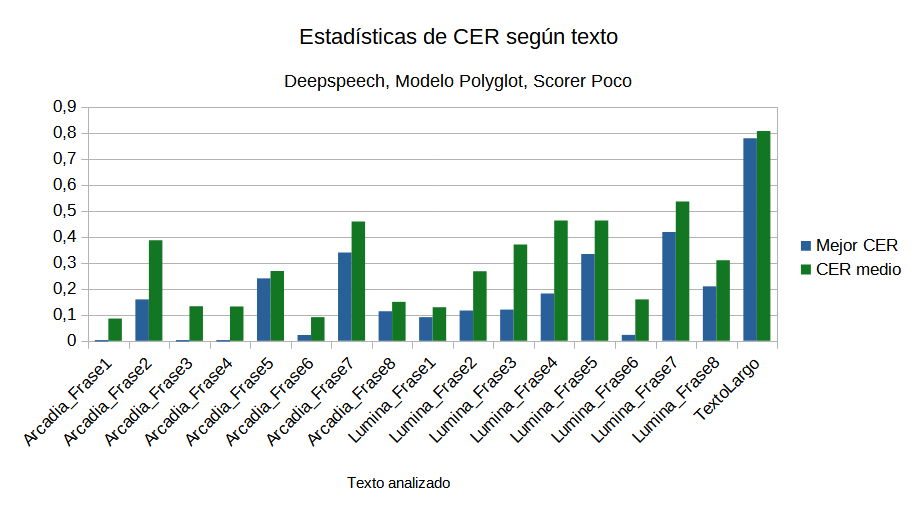 Estadísticas de CER según texto
Deepspeech, Modelo Polyglot, Scorer Poco
0,9
0,8
0,7
0,6
0,5
0,4
0,3
0,2
0,1
0
Mejor CER
CER medio
Arcadia_Frase1
Arcadia_Frase2
Arcadia_Frase3
Arcadia_Frase4
Arcadia_Frase5
Arcadia_Frase6
Arcadia_Frase7
Arcadia_Frase8
Lumina_Frase1
Lumina_Frase2
Lumina_Frase3
Lumina_Frase4
Lumina_Frase5
Lumina_Frase6
Lumina_Frase7
Lumina_Frase8
TextoLargo
Texto analizado